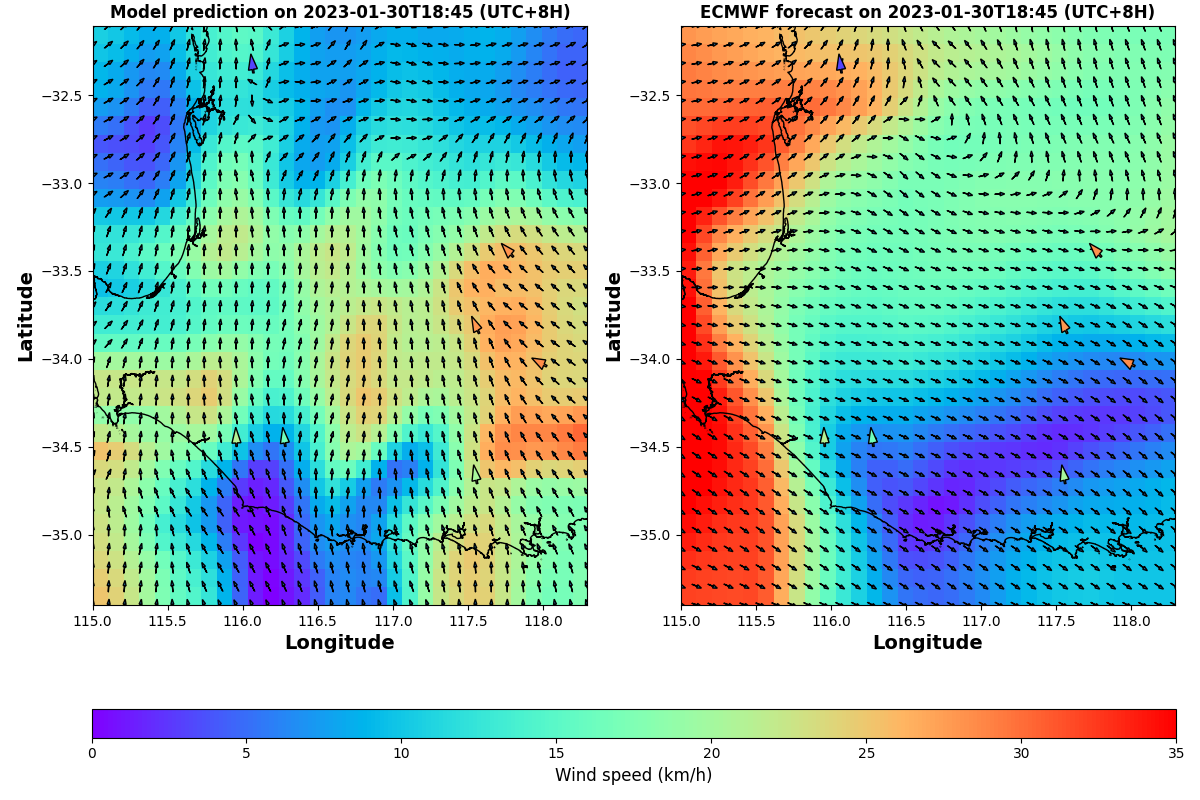 Model prediction on 2023-01-30T18:45 (UTC+8H)
ECMWF forecast on 2023-01-30T18:45 (UTC+8H)
Latitude
−32.5
−33.0
−33.5
−34.0
−34.5
−35.0
115.0 115.5 116.0 116.5 117.0 117.5 118.0
Longitude
Latitude
−32.5
−33.0
−33.5
−34.0
−34.5
−35.0
115.0 115.5 116.0 116.5 117.0 117.5 118.0
Longitude
0 5 10 15 20 25 30 35
Wind speed (km/h)